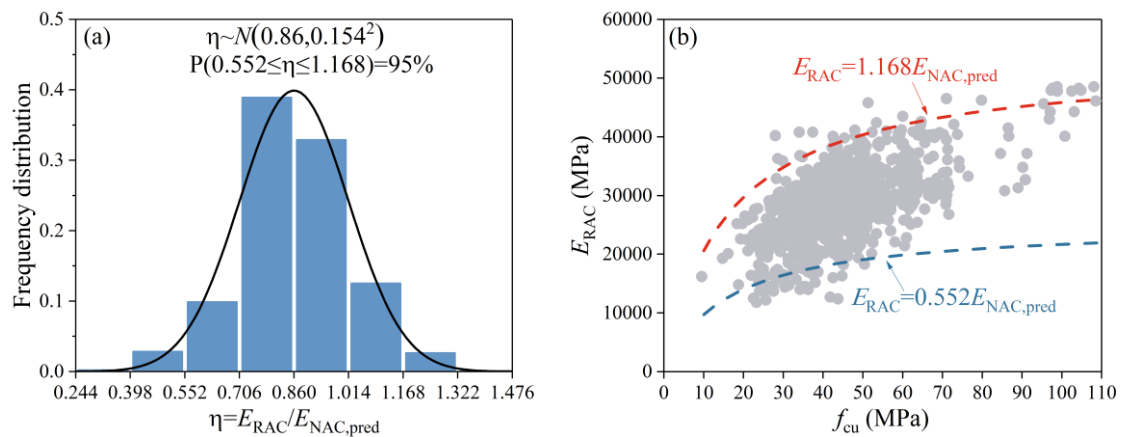 (a)
η~N(0.86,0.154²)
P(0.552≤η≤1.168)=95%
Frequency distribution
0.5
0.4
0.3
0.2
0.1
0.0
0.244 0.398 0.552 0.706 0.860 1.014 1.168 1.322 1.476
η=E_RAC/E_NAC,pred
(b)
E_RAC=1.168E_NAC,pred
E_RAC=0.552E_NAC,pred
E_RAC (MPa)
60000
50000
40000
30000
20000
10000
0
0 10 20 30 40 50 60 70 80 90 100 110
f_cu (MPa)